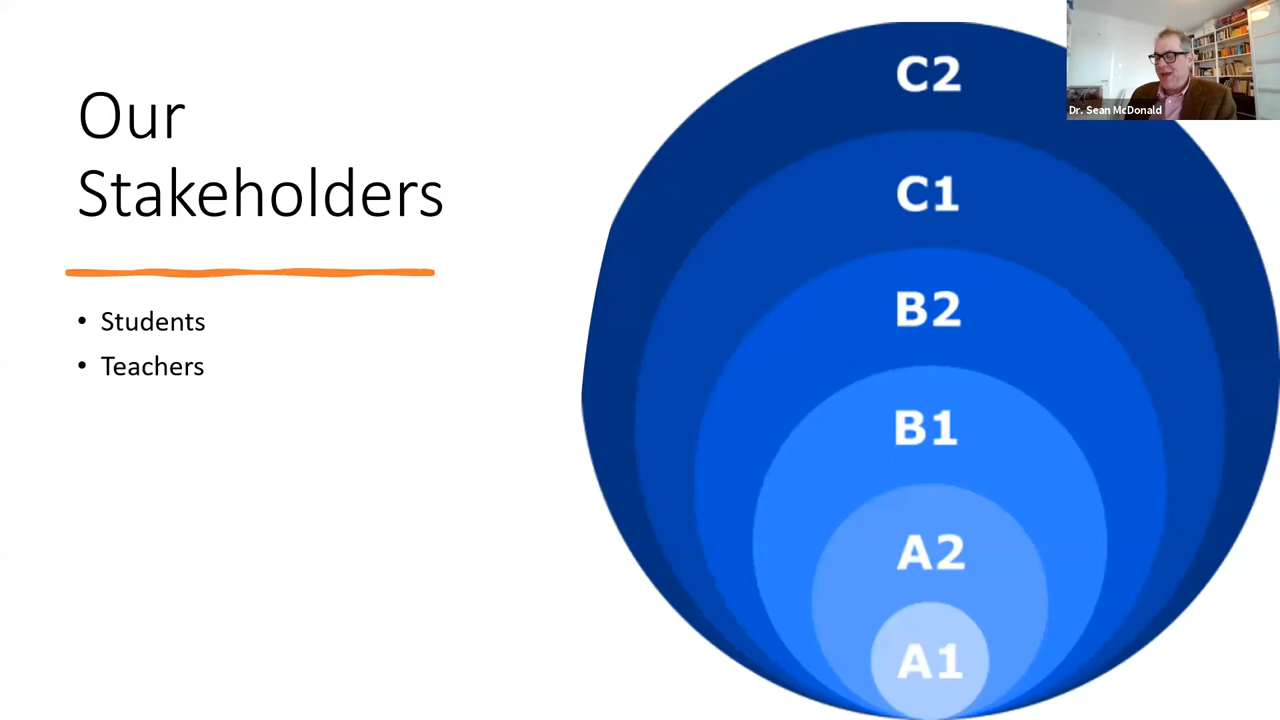 Our
Stakeholders
• Students
• Teachers
C2
C1
B2
B1
A2
A1
Dr. Sean McDonald